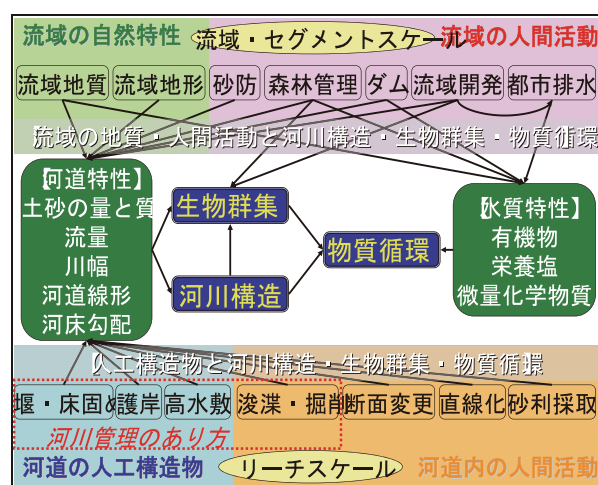 流域の自然特性
流域・セグメントスケール
流域の人間活動
流域地質
流域地形
砂防
森林管理
ダム
流域開発
都市排水
【流域の地質・人間活動と河川構造・生物群集・物質循環】
【河道特性】
土砂の量と質
流量
川幅
河道線形
河床勾配
生物群集
河川構造
物質循環
【水質特性】
有機物
栄養塩
微量化学物質
【人工構造物と河川構造・生物群集・物質循環
堰・床固め
護岸
高水敷
浚渫・掘削
断面変更
直線化
砂利採取
河川管理のあり方
河道の人工構造物
リーチスケール
河道内の人間活動